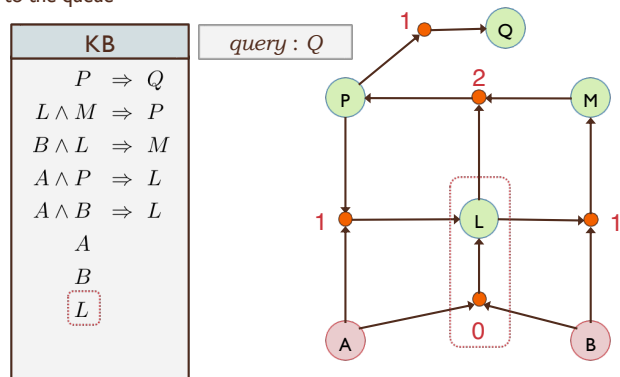 to the queue
KB
query : Q
P ⇒ Q
L ∧ M ⇒ P
B ∧ L ⇒ M
A ∧ P ⇒ L
A ∧ B ⇒ L
A
B
L
1
Q
2
P
M
1
L
1
0
A
B